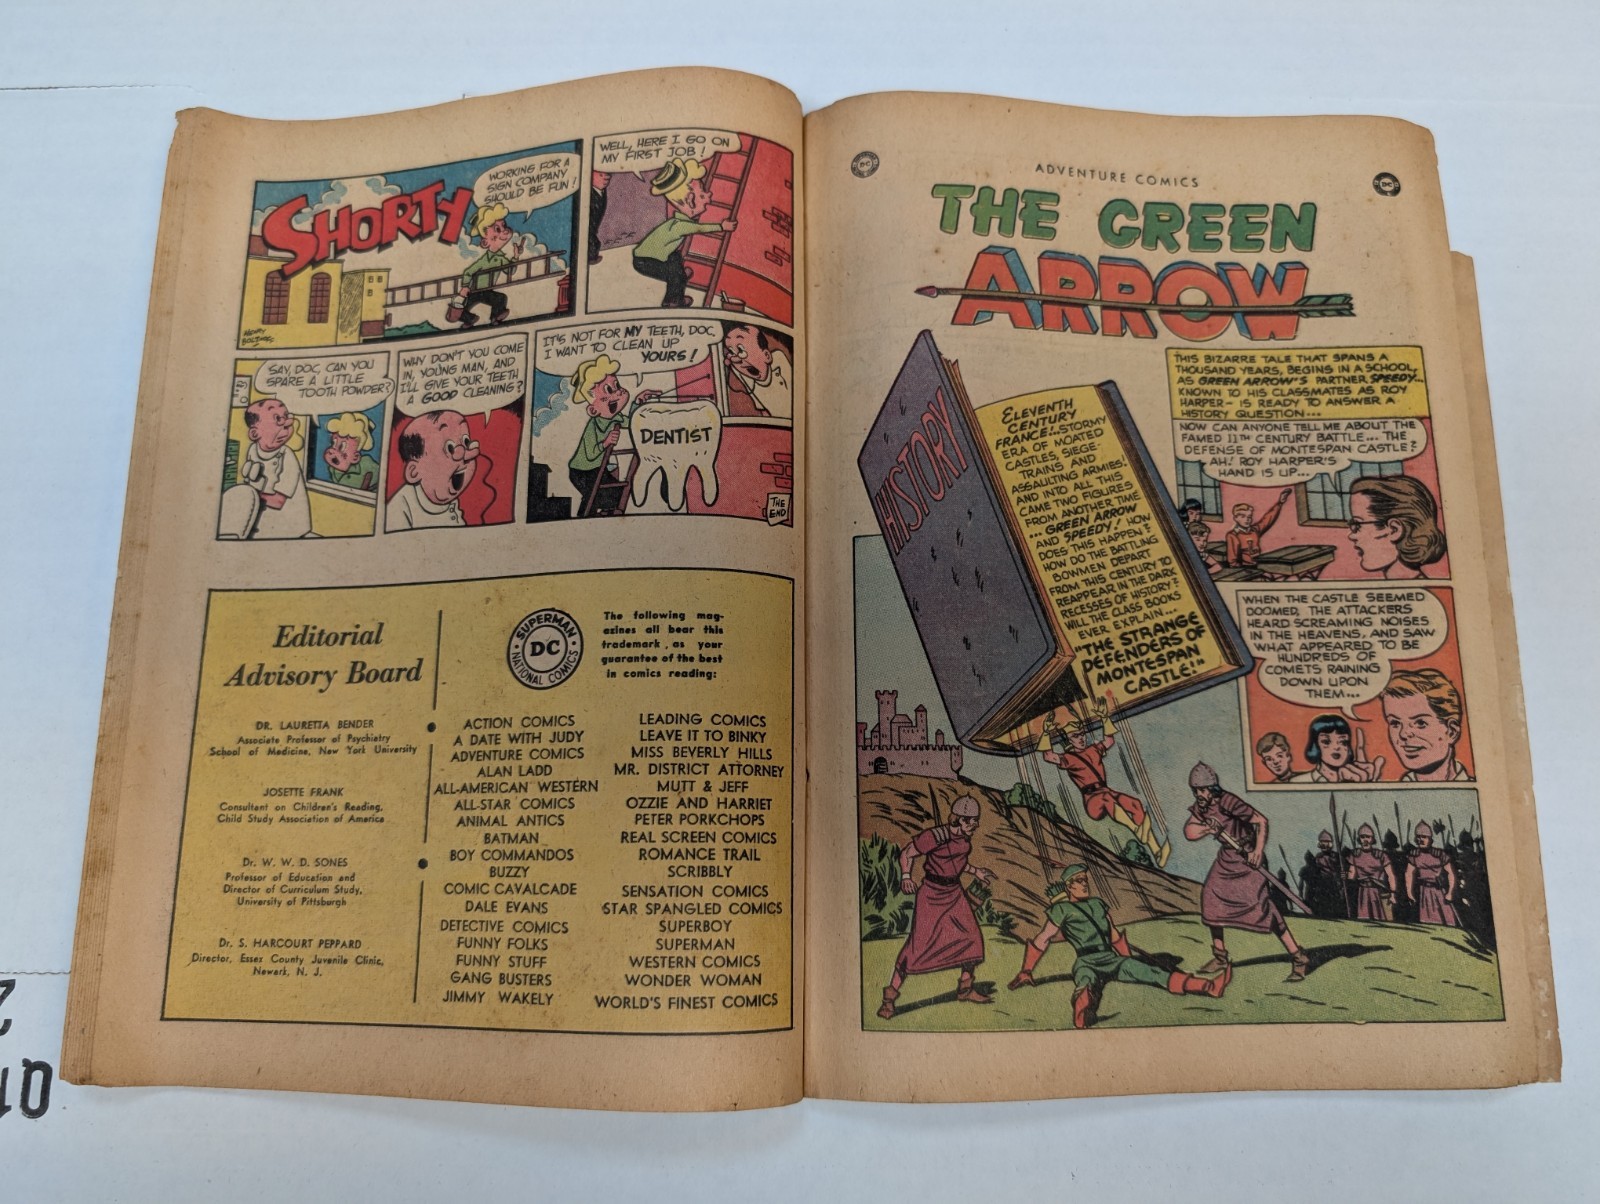 SHORTY
WORKING FOR A
SIGN COMPANY
SHOULD BE FUN!
HENRY
BOLTINOFF
WELL, HERE I GO ON
MY FIRST JOB!
SAY, DOC, CAN YOU
SPARE A LITTLE
TOOTH POWDER?
WHY DON'T YOU COME
IN, YOUNG MAN, AND
I'LL GIVE YOUR TEETH
A GOOD CLEANING?
IT'S NOT FOR MY TEETH, DOC,
I WANT TO CLEAN UP
YOURS!
DENTIST
THE
END
Editorial
Advisory Board
DR. LAURETTA BENDER
Associate Professor of Psychiatry
School of Medicine, New York University
JOSETTE FRANK
Consultant on Children's Reading,
Child Study Association of America
Dr. W. W. D. SONES
Professor of Education and
Director of Curriculum Study,
University of Pittsburgh
Dr. S. HARCOURT PEPPARD
Director, Essex County Juvenile Clinic,
Newark, N. J.
SUPERMAN
DC
NATIONAL COMICS
The following mag-
azines all bear this
trademark, as your
guarantee of the best
in comics reading:
ACTION COMICS
A DATE WITH JUDY
ADVENTURE COMICS
ALAN LADD
ALL-AMERICAN WESTERN
ALL-STAR COMICS
ANIMAL ANTICS
BATMAN
BOY COMMANDOS
BUZZY
COMIC CAVALCADE
DALE EVANS
DETECTIVE COMICS
FUNNY FOLKS
FUNNY STUFF
GANG BUSTERS
JIMMY WAKELY
LEADING COMICS
LEAVE IT TO BINKY
MISS BEVERLY HILLS
MR. DISTRICT ATTORNEY
MUTT & JEFF
OZZIE AND HARRIET
PETER PORKCHOPS
REAL SCREEN COMICS
ROMANCE TRAIL
SCRIBBLY
SENSATION COMICS
STAR SPANGLED COMICS
SUPERBOY
SUPERMAN
WESTERN COMICS
WONDER WOMAN
WORLD'S FINEST COMICS
DC
ADVENTURE COMICS
DC
THE GREEN
ARROW
HISTORY
ELEVENTH
CENTURY
FRANCE!...STORMY
ERA OF MOATED
CASTLES, SIEGE-
TRAINS AND
ASSAULTING ARMIES!
AND INTO ALL THIS
CAME TWO FIGURES
FROM ANOTHER TIME
... GREEN ARROW
AND SPEEDY! HOW
DOES THIS HAPPEN?
HOW DO THE BATTLING
BOWMEN DEPART
FROM THIS CENTURY TO
REAPPEAR IN THE DARK
RECESSES OF HISTORY?
WILL THE CLASS BOOKS
EVER EXPLAIN...
"THE STRANGE
DEFENDERS OF
MONTESPAN
CASTLE!"
THIS BIZARRE TALE THAT SPANS A
THOUSAND YEARS, BEGINS IN A SCHOOL,
AS GREEN ARROW'S PARTNER, SPEEDY...
KNOWN TO HIS CLASSMATES AS ROY
HARPER- IS READY TO ANSWER A
HISTORY QUESTION...
NOW CAN ANYONE TELL ME ABOUT THE
FAMED 11TH CENTURY BATTLE... THE
DEFENSE OF MONTESPAN CASTLE?
AH! ROY HARPER'S
HAND IS UP...
WHEN THE CASTLE SEEMED
DOOMED, THE ATTACKERS
HEARD SCREAMING NOISES
IN THE HEAVENS, AND SAW
WHAT APPEARED TO BE
HUNDREDS OF
COMETS RAINING
DOWN UPON
THEM...